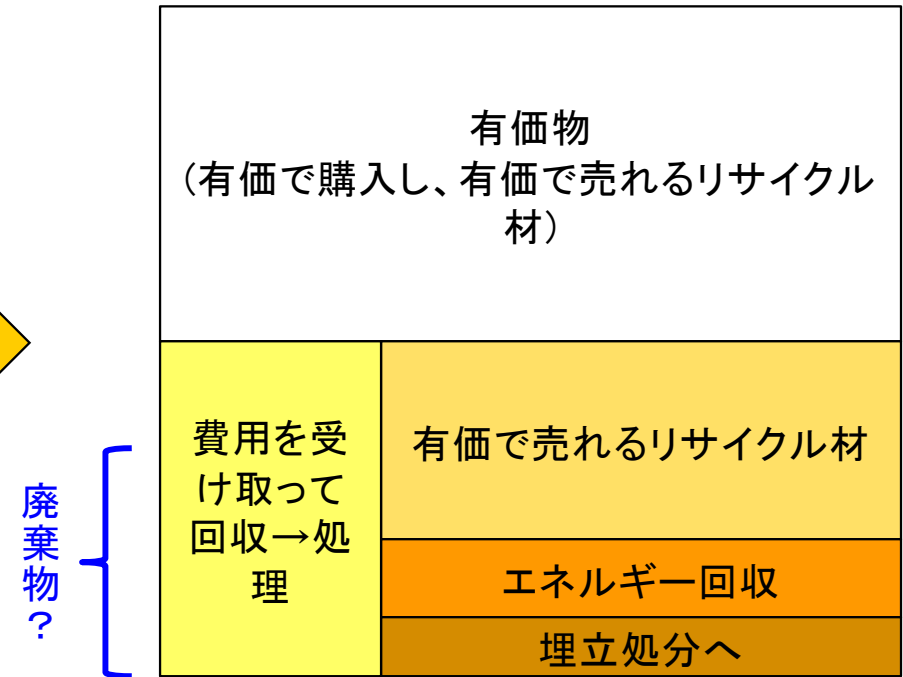 有価物
（有価で購入し、有価で売れるリサイクル
材）
費用を受
け取って
回収→処
理
有価で売れるリサイクル材
エネルギー回収
埋立処分へ
廃棄物？